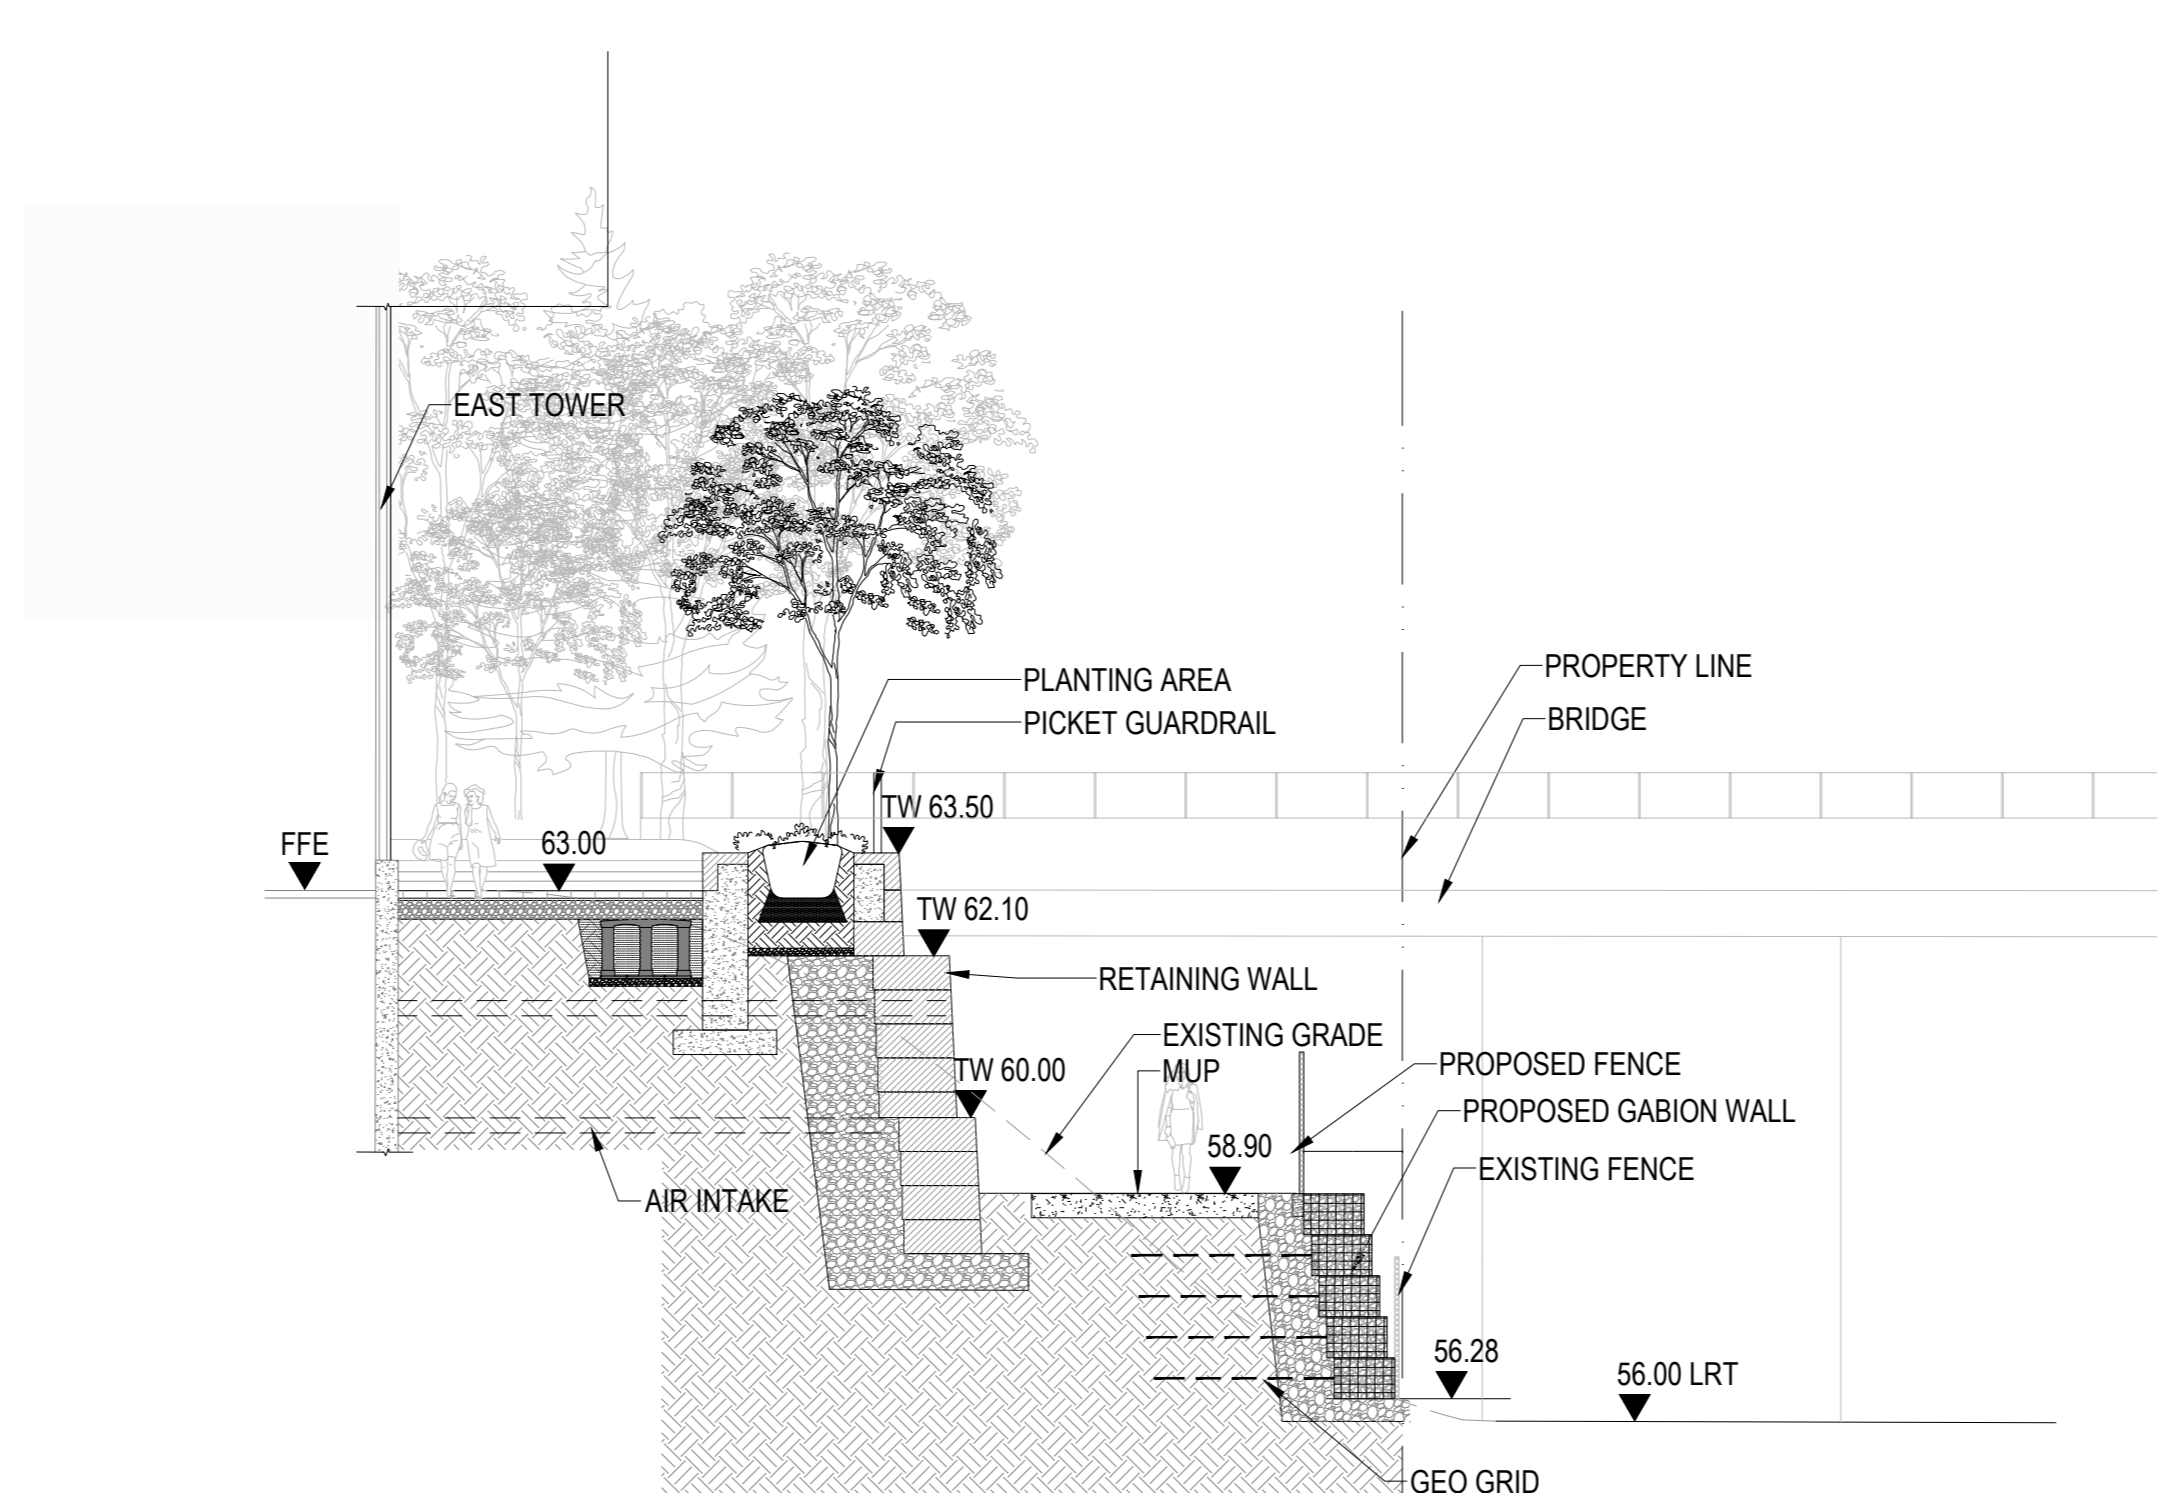 EAST TOWER
PROPERTY LINE
PLANTING AREA
BRIDGE
PICKET GUARDRAIL
TW 63.50
FFE
63.00
TW 62.10
RETAINING WALL
EXISTING GRADE
PROPOSED FENCE
TW 60.00
MUP
PROPOSED GABION WALL
58.90
EXISTING FENCE
AIR INTAKE
56.28
56.00 LRT
GEO GRID